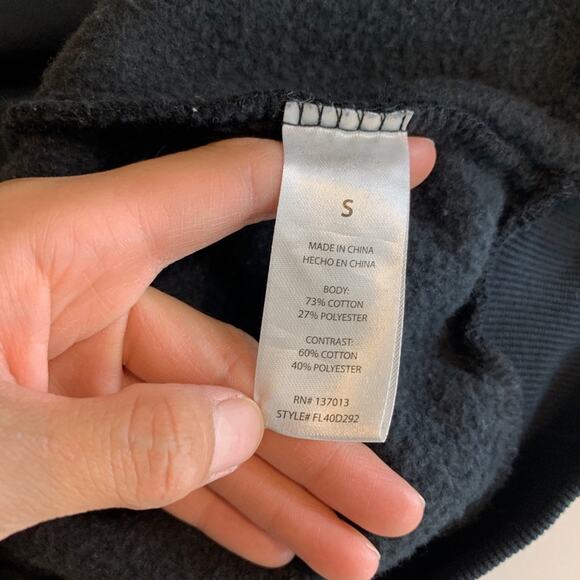 S
MADE IN CHINA
HECHO EN CHINA
BODY:
73% COTTON
27% POLYESTER
CONTRAST:
60% COTTON
40% POLYESTER
RN# 137013
STYLE# FL40D292